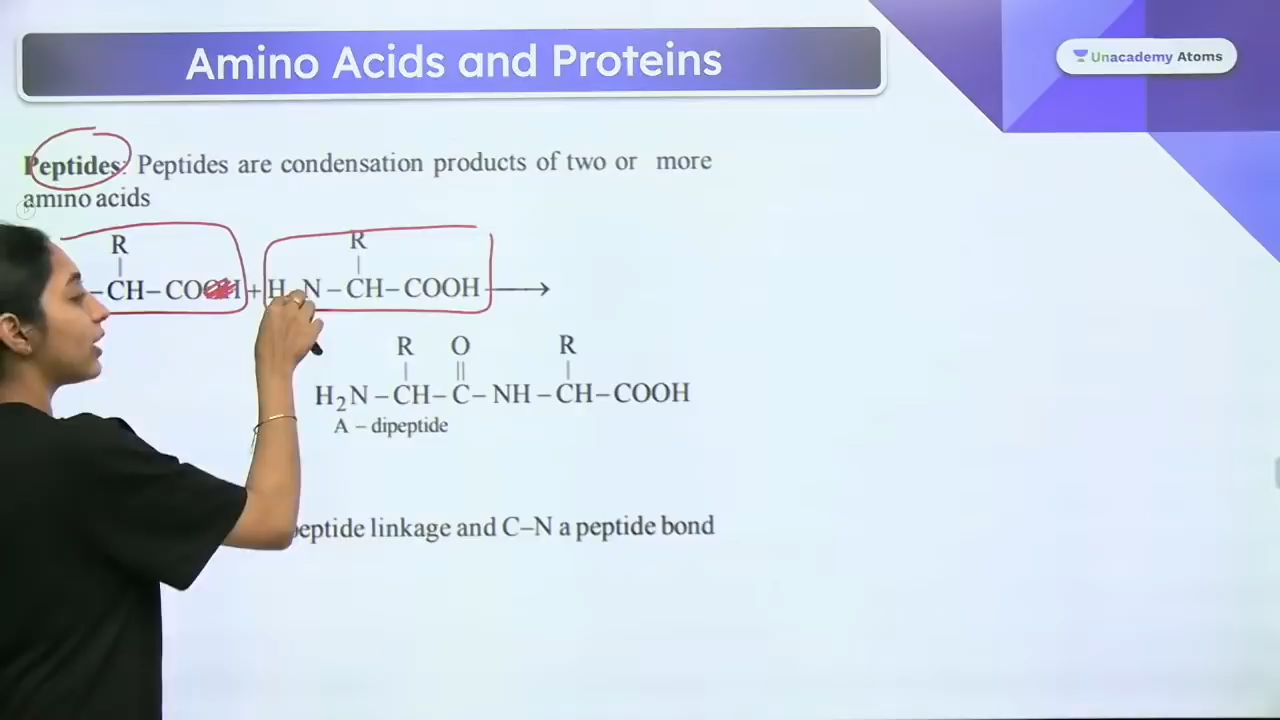 Amino Acids and Proteins
Unacademy Atoms
Peptides: Peptides are condensation products of two or more
amino acids
R R
–CH–CO +H N–CH–COOH⟶
R O R
| || |
H₂N–CH–C–NH–CH–COOH
A – dipeptide
linkage and C–N a peptide bond